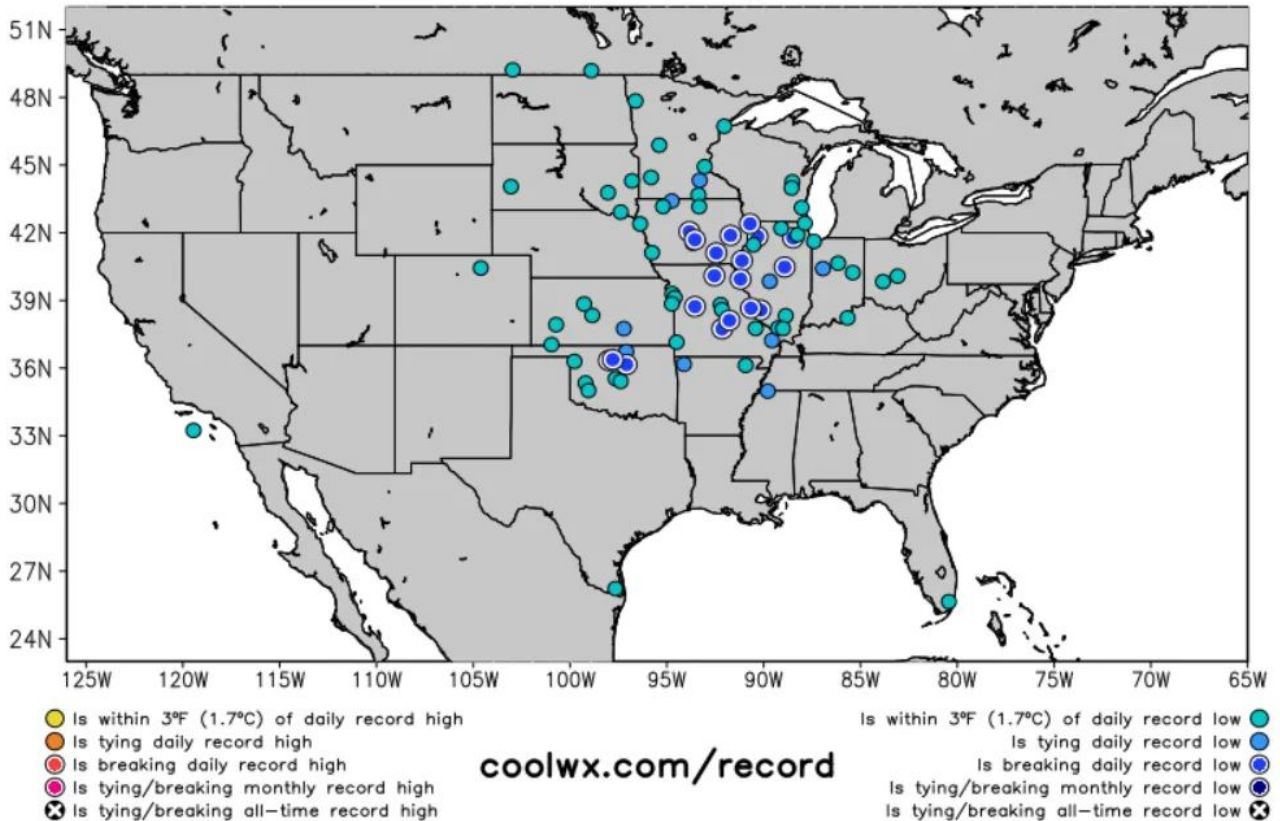 51N
48N
45N
42N
39N
36N
33N
30N
27N
24N
125W 120W 115W 110W 105W 100W 95W 90W 85W 80W 75W 70W 65W
Is within 3°F (1.7°C) of daily record high
Is tying daily record high
Is breaking daily record high
Is tying/breaking monthly record high
Is tying/breaking all-time record high
coolwx.com/record
Is within 3°F (1.7°C) of daily record low
Is tying daily record low
Is breaking daily record low
Is tying/breaking monthly record low
Is tying/breaking all-time record low